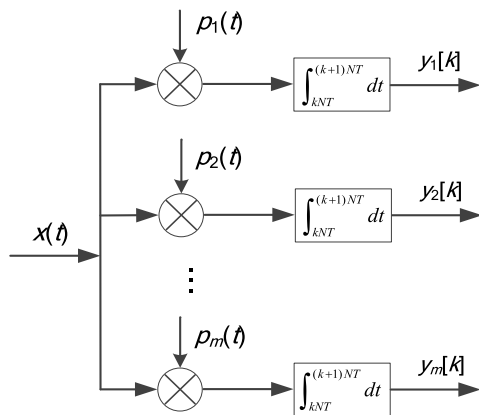 p₁(t)
∫_{kNT}^{(k+1)NT} dt
y₁[k]
p₂(t)
∫_{kNT}^{(k+1)NT} dt
y₂[k]
x(t)
⋮
pₘ(t)
∫_{kNT}^{(k+1)NT} dt
yₘ[k]